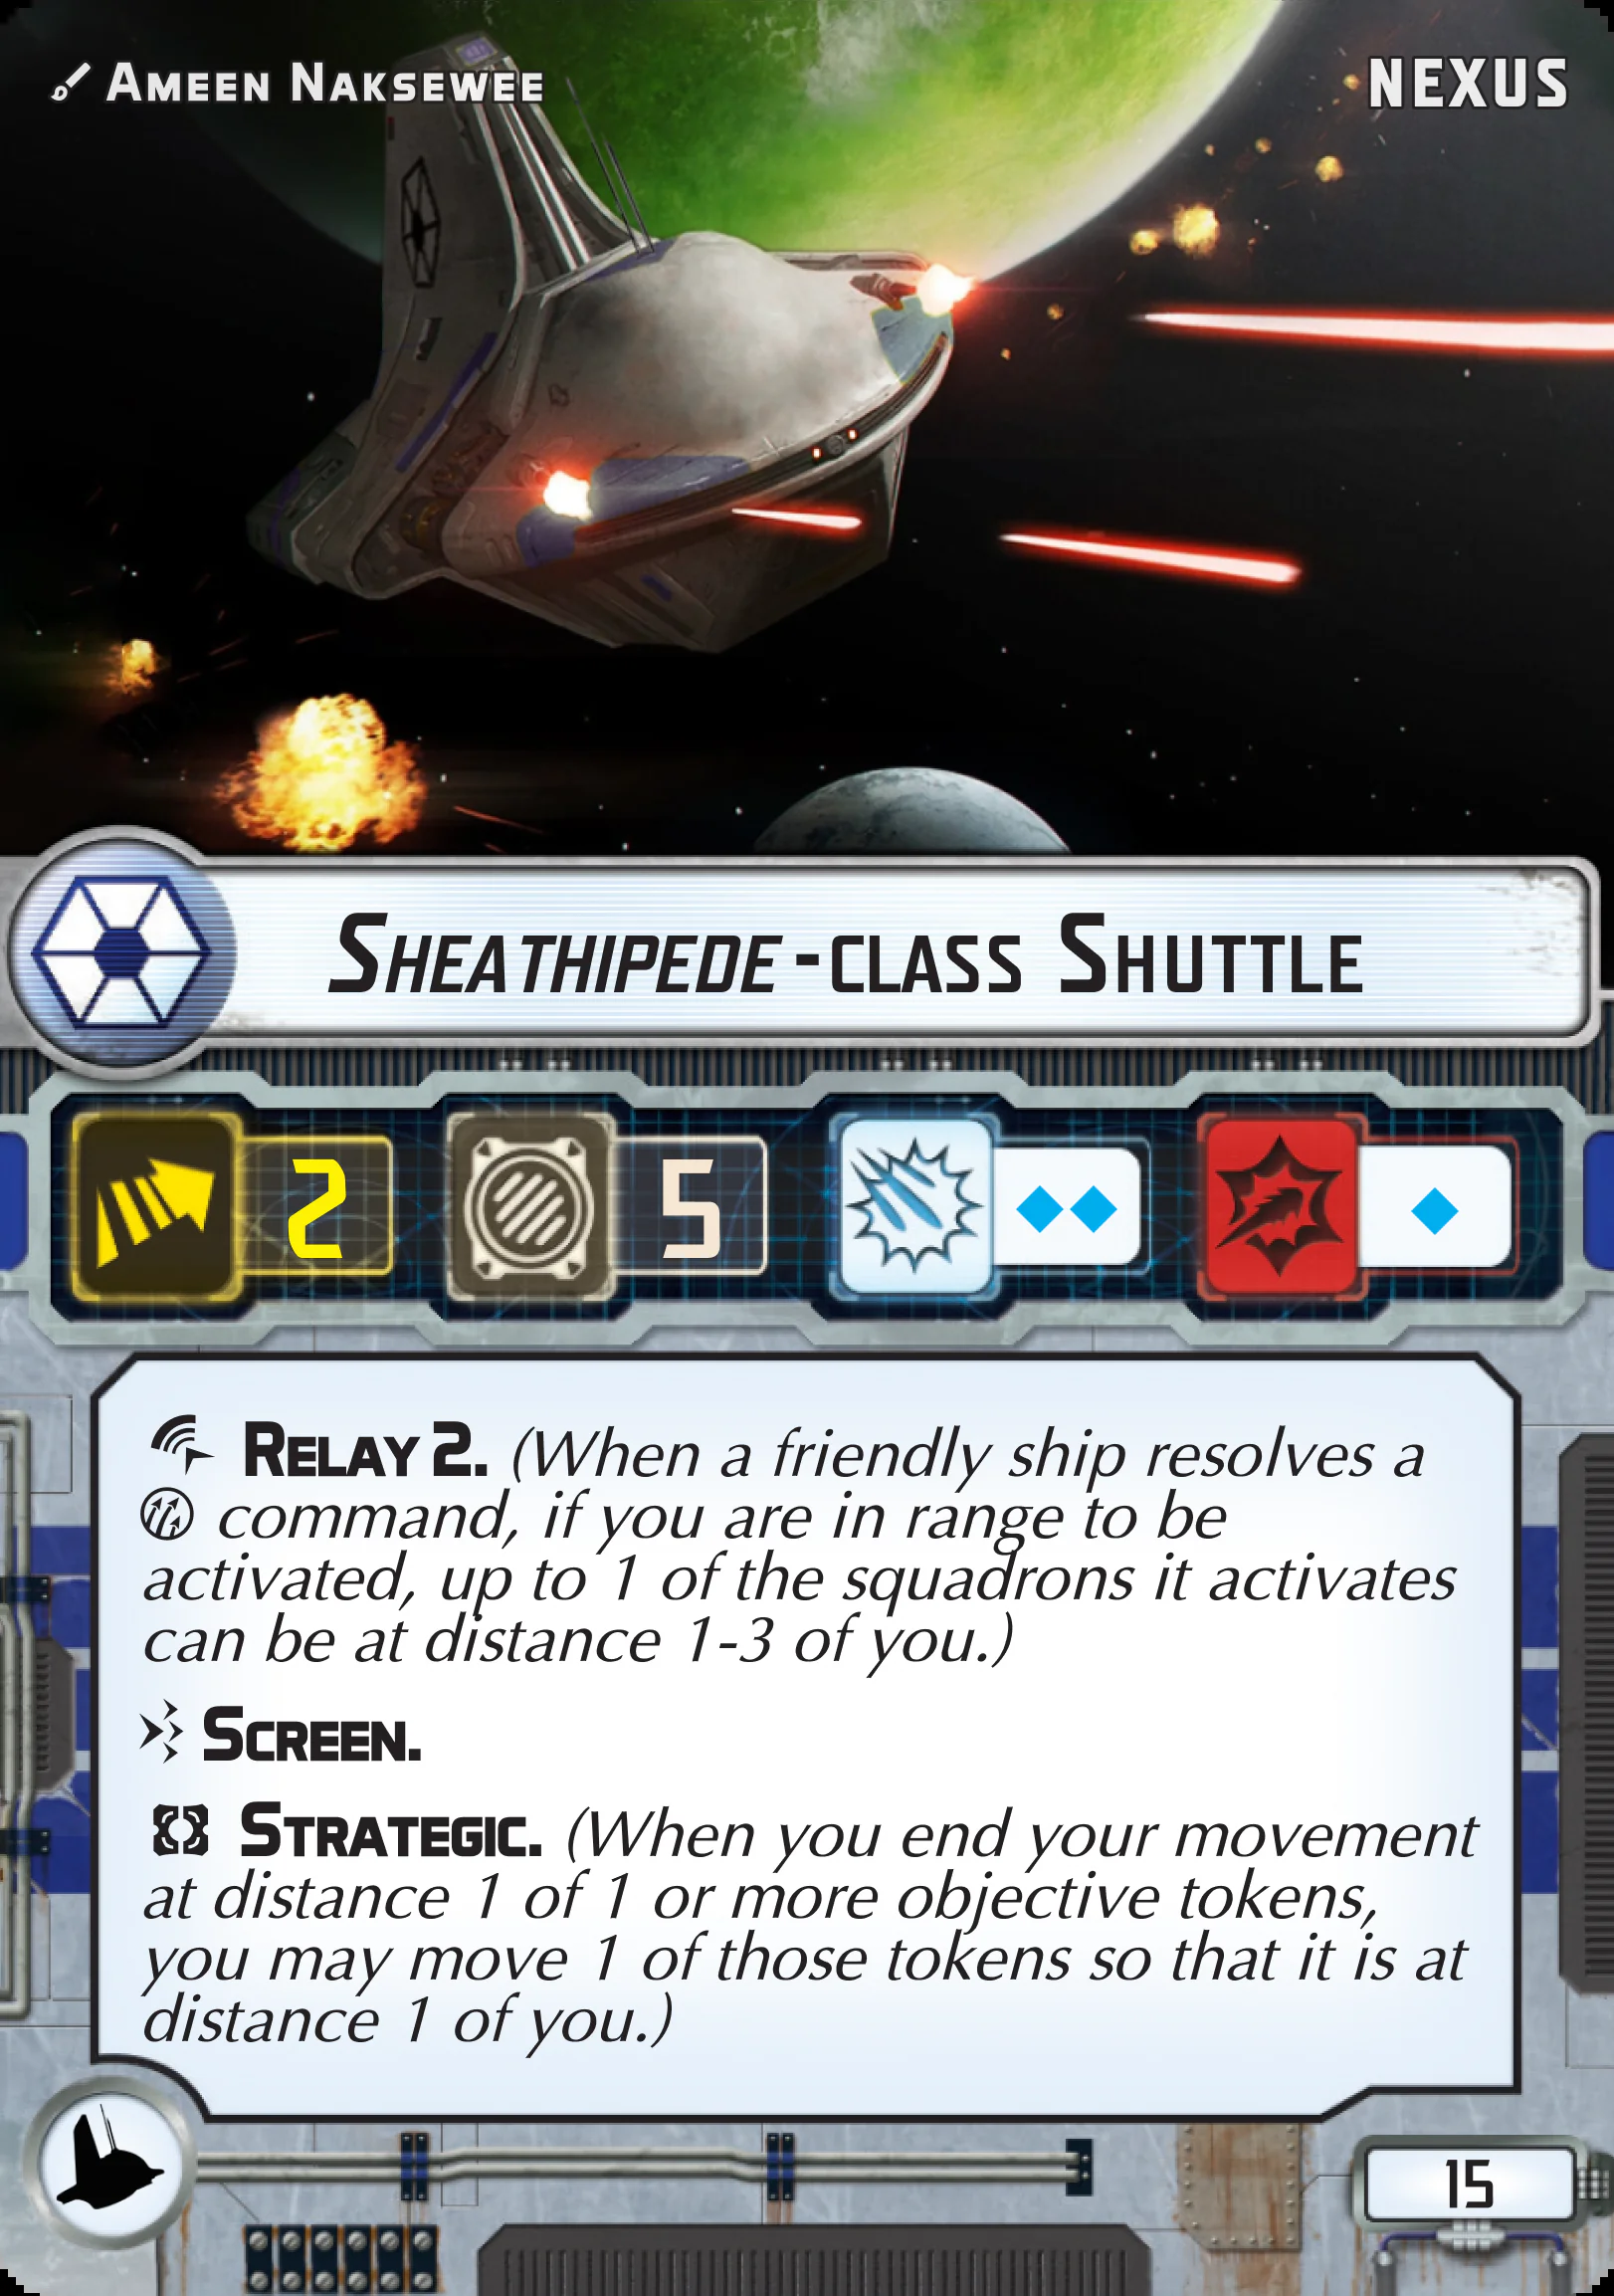 Ameen Naksewee
NEXUS
Sheathipede-class Shuttle
2
5
Relay 2. (When a friendly ship resolves a
command, if you are in range to be
activated, up to 1 of the squadrons it activates
can be at distance 1-3 of you.)
Screen.
Strategic. (When you end your movement
at distance 1 of 1 or more objective tokens,
you may move 1 of those tokens so that it is at
distance 1 of you.)
15